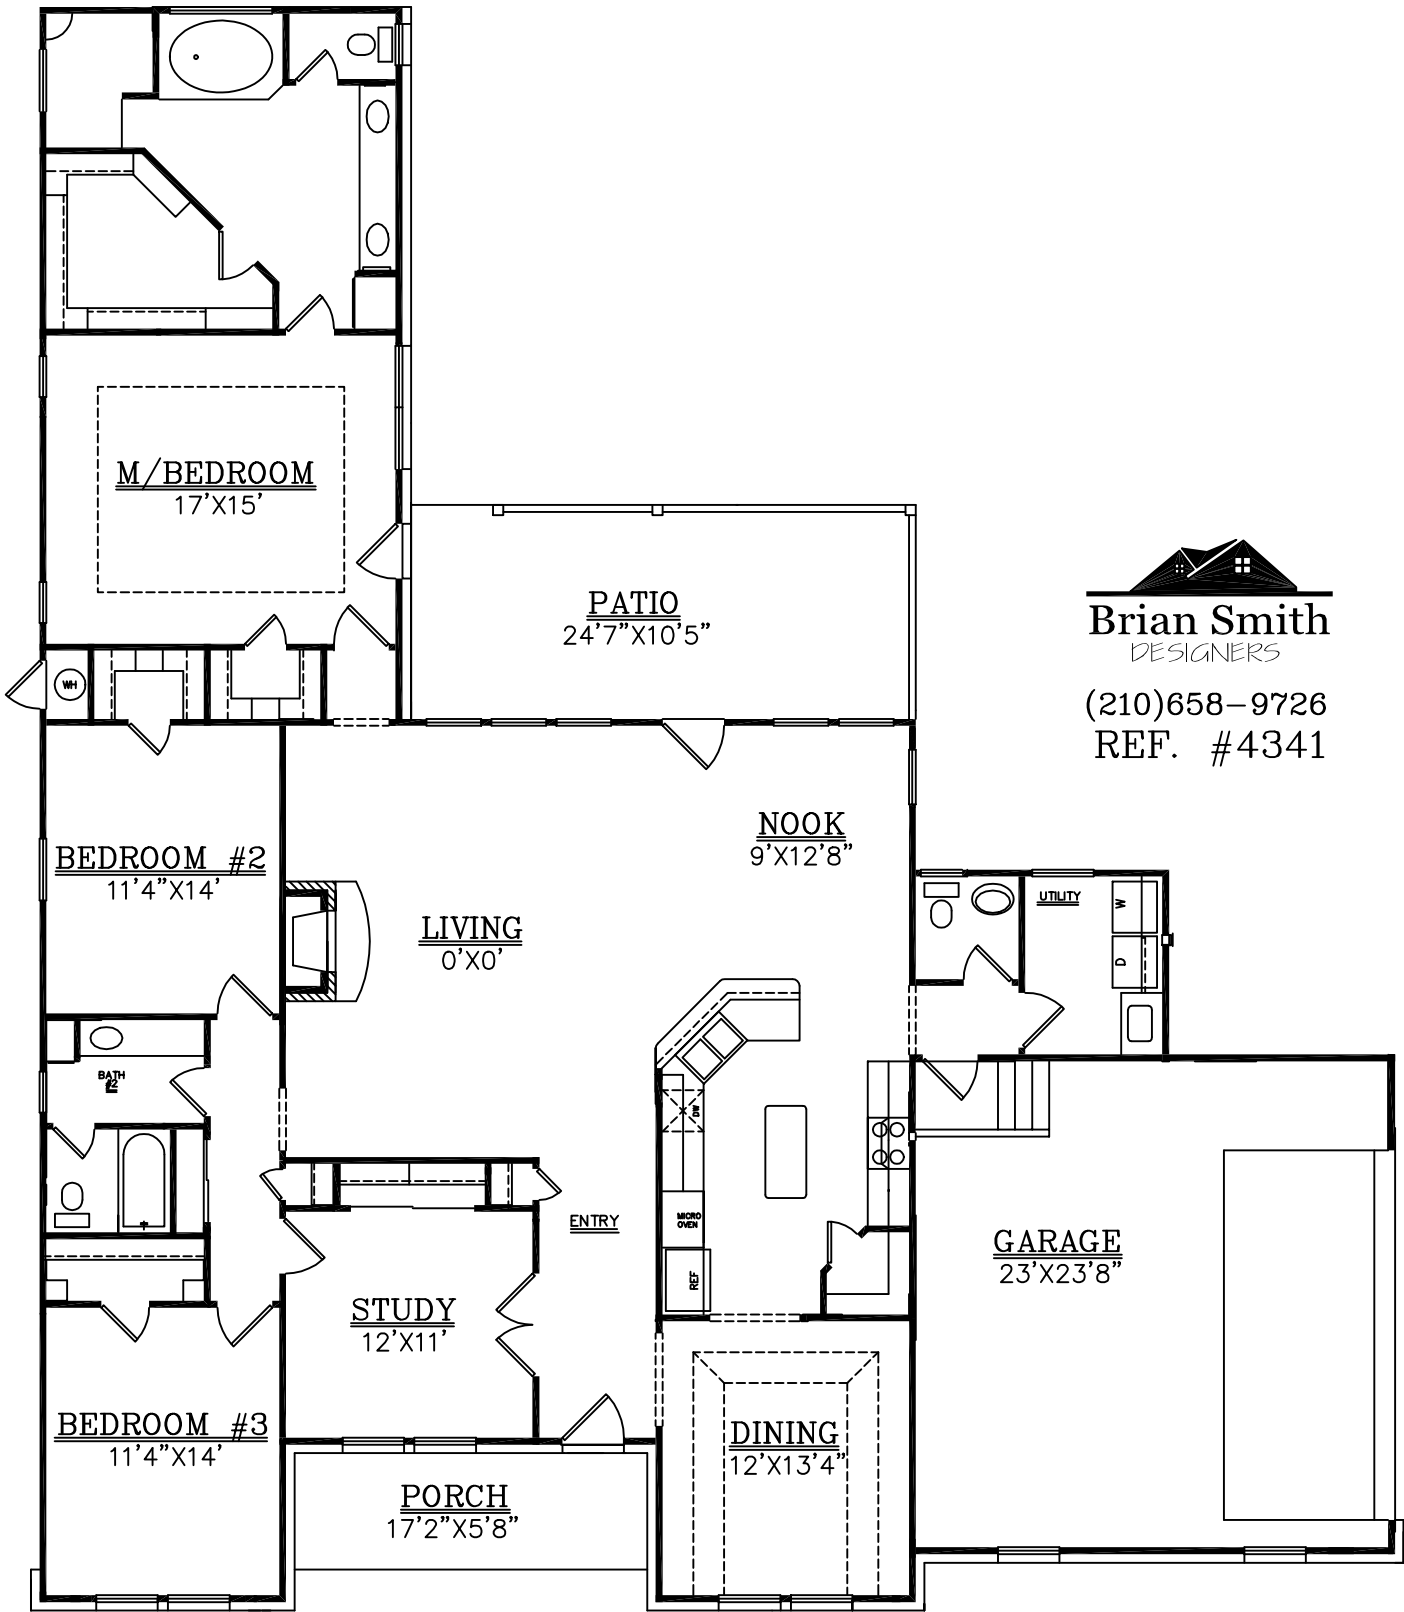 M/BEDROOM
17'X15'
PATIO
24'7"X10'5"
Brian Smith
DESIGNERS
(210)658-9726
REF. #4341
WH
NOOK
9'X12'8"
BEDROOM #2
11'4"X14'
LIVING
0'X0'
UTILITY
W
D
BATH
#2
DW
MICRO
OVEN
REF
ENTRY
GARAGE
23'X23'8"
STUDY
12'X11'
BEDROOM #3
11'4"X14'
DINING
12'X13'4"
PORCH
17'2"X5'8"